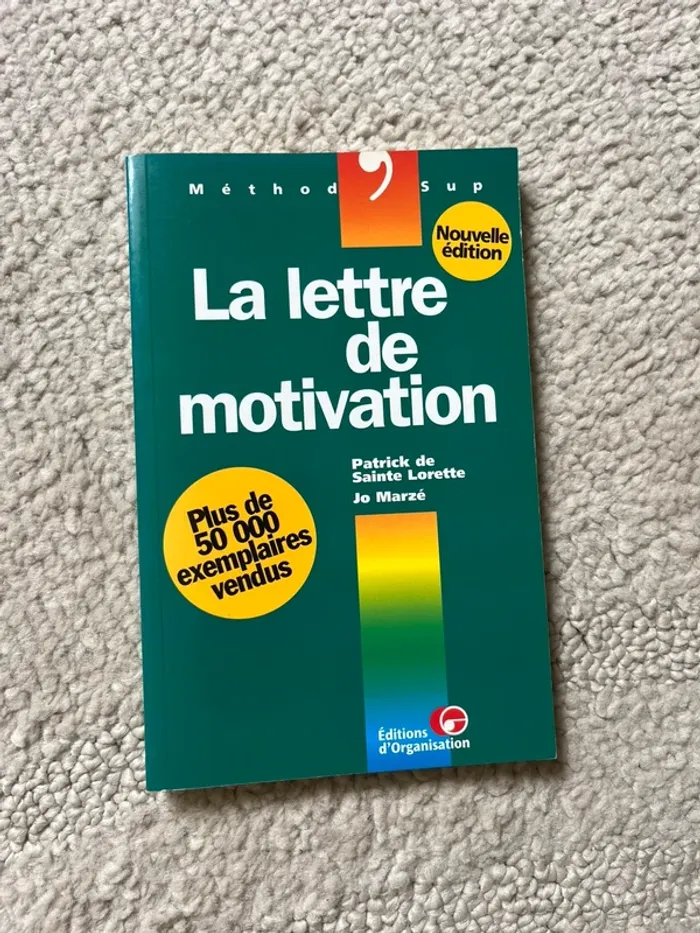 Méthod'Sup
Nouvelle
édition
La lettre
de
motivation
Patrick de
Sainte Lorette
Jo Marzé
Plus de
50 000
exemplaires
vendus
Éditions
d'Organisation